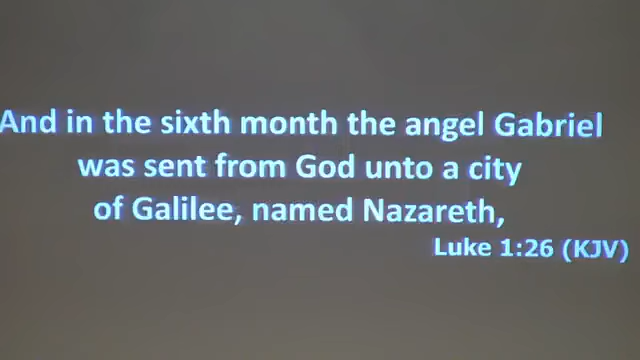 And in the sixth month the angel Gabriel
was sent from God unto a city
of Galilee, named Nazareth,
Luke 1:26 (KJV)